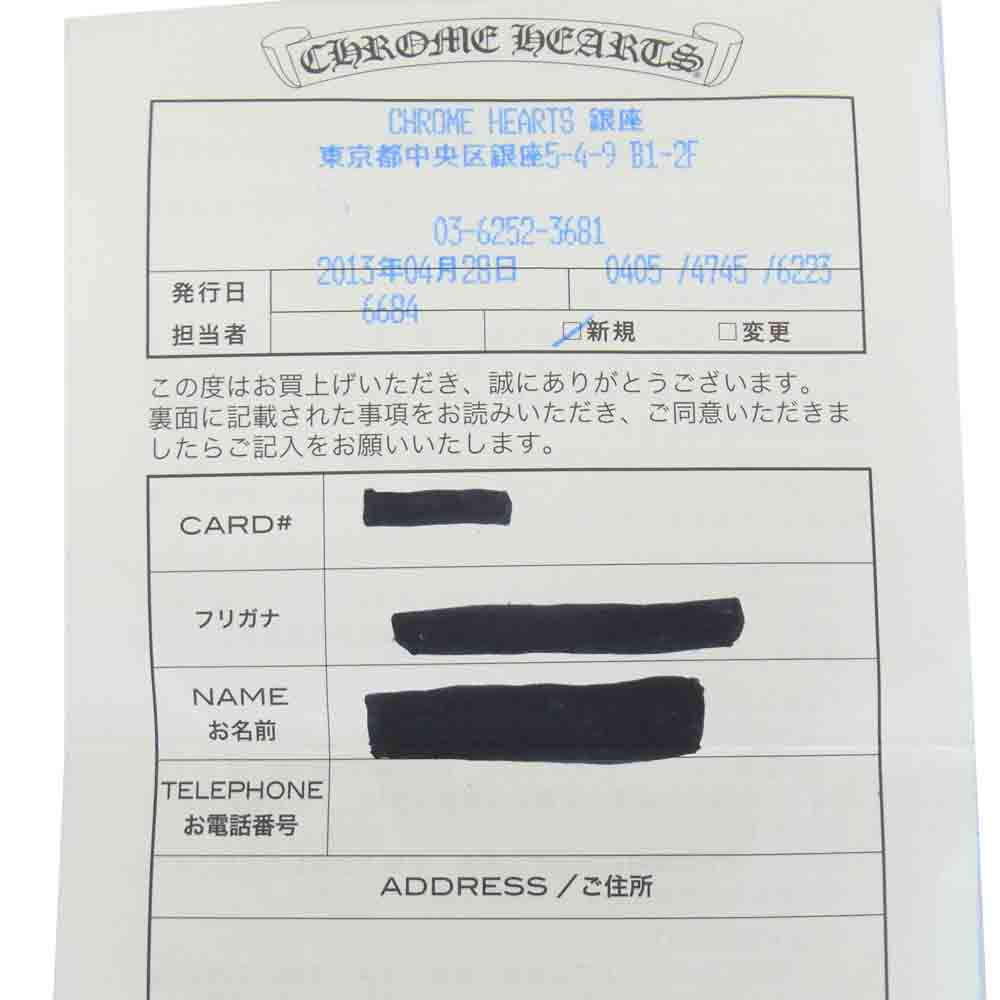 CHROME HEARTS
CHROME HEARTS 銀座
東京都中央区銀座5-4-9 B1-2F
03-6252-3681
発行日 2013年04月28日 0405 /4745 /6223
担当者 6684 □新規 □変更
この度はお買上げいただき、誠にありがとうございます。
裏面に記載された事項をお読みいただき、ご同意いただきま
したらご記入をお願いいたします。
CARD#
フリガナ
NAME
お名前
TELEPHONE
お電話番号
ADDRESS / ご住所